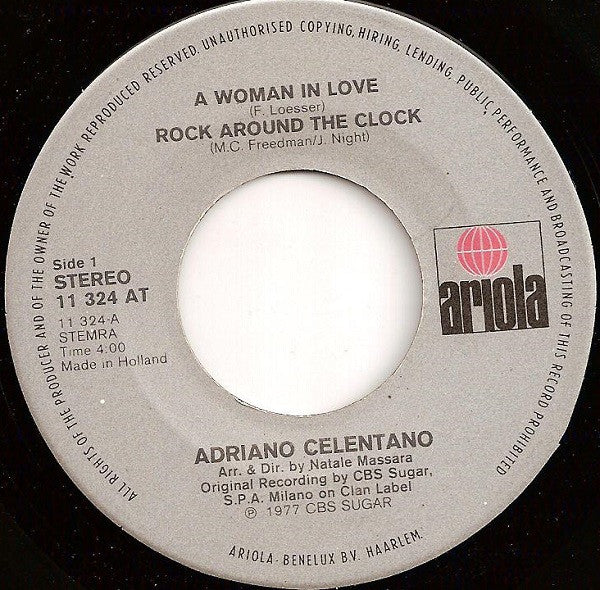 ALL RIGHTS OF THE PRODUCER AND OF THE OWNER OF THE WORK REPRODUCED RESERVED, UNAUTHORISED COPYING, HIRING, LENDING, PUBLIC PERFORMANCE AND BROADCASTING OF THIS RECORD PROHIBITED
A WOMAN IN LOVE
(F. Loesser)
ROCK AROUND THE CLOCK
(M.C. Freedman/J. Night)
Side 1
STEREO
11 324 AT
11 324-A
STEMRA
Time 4:00
Made in Holland
ariola
ADRIANO CELENTANO
Arr. & Dir. by Natale Massara
Original Recording by CBS Sugar,
S.P.A. Milano on Clan Label
℗ 1977 CBS SUGAR
ARIOLA-BENELUX B.V. HAARLEM.